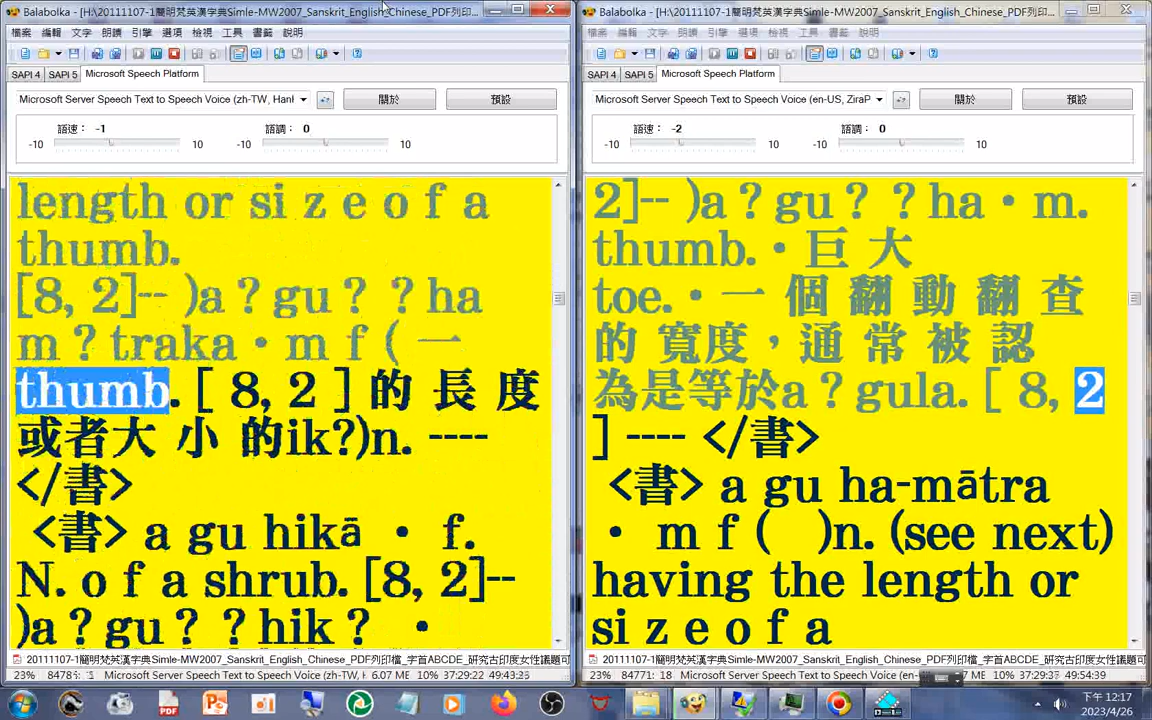 Balabolka - [H:\20111107-1簡明梵英漢字典Simle-MW2007_Sanskrit_English_Chinese_PDF列印...
檔案 編輯 文字 朗讀 引擎 選項 檢視 工具 書籤 說明
SAPI 4 SAPI 5 Microsoft Speech Platform
Microsoft Server Speech Text to Speech Voice (zh-TW, HanH
關於 預設
語速： -1 語調： 0
-10 10 -10 10
length or si z e o f a
thumb.
[8, 2]-- )a？gu？？ha
m？traka • m f ( 一
thumb. [ 8, 2 ] 的 長 度
或者大 小 的ik?)n. ----
</書>
<書> a gu hikā • f.
N. o f a shrub. [8, 2]--
)a？gu？？hik？ •
20111107-1簡明梵英漢字典Simle-MW2007_Sanskrit_English_Chinese_PDF列印檔_字首ABCDE_研究古印度女性議題可
23% Microsoft Server Speech Text to Speech Voice (zh-TW, H 6.07 ME 10% 37:29:22
Balabolka - [H:\20111107-1簡明梵英漢字典Simle-MW2007_Sanskrit_English_Chinese_PDF列印...
檔案 編輯 文字 朗讀 引擎 選項 檢視 工具 書籤 說明
SAPI 4 SAPI 5 Microsoft Speech Platform
Microsoft Server Speech Text to Speech Voice (en-US, ZiraP
關於 預設
語速： -2 語調： 0
-10 10 -10 10
2]-- )a？gu？？ha • m.
thumb. • 巨 大
toe. • 一 個 翻 動 翻 查
的 寬度，通 常 被 認
為是等於a？gula. [ 8, 2
] ---- </書>
<書> a gu ha-mātra
• m f ( )n. (see next)
having the length or
si z e o f a
20111107-1簡明梵英漢字典Simle-MW2007_Sanskrit_English_Chinese_PDF列印檔_字首ABCDE_研究古印度女性議題可
23% 84771: 18 Microsoft Server Speech Text to Speech Voice (en-US, Z ME 10% 49:54:39
下午 12:17
2023/4/26